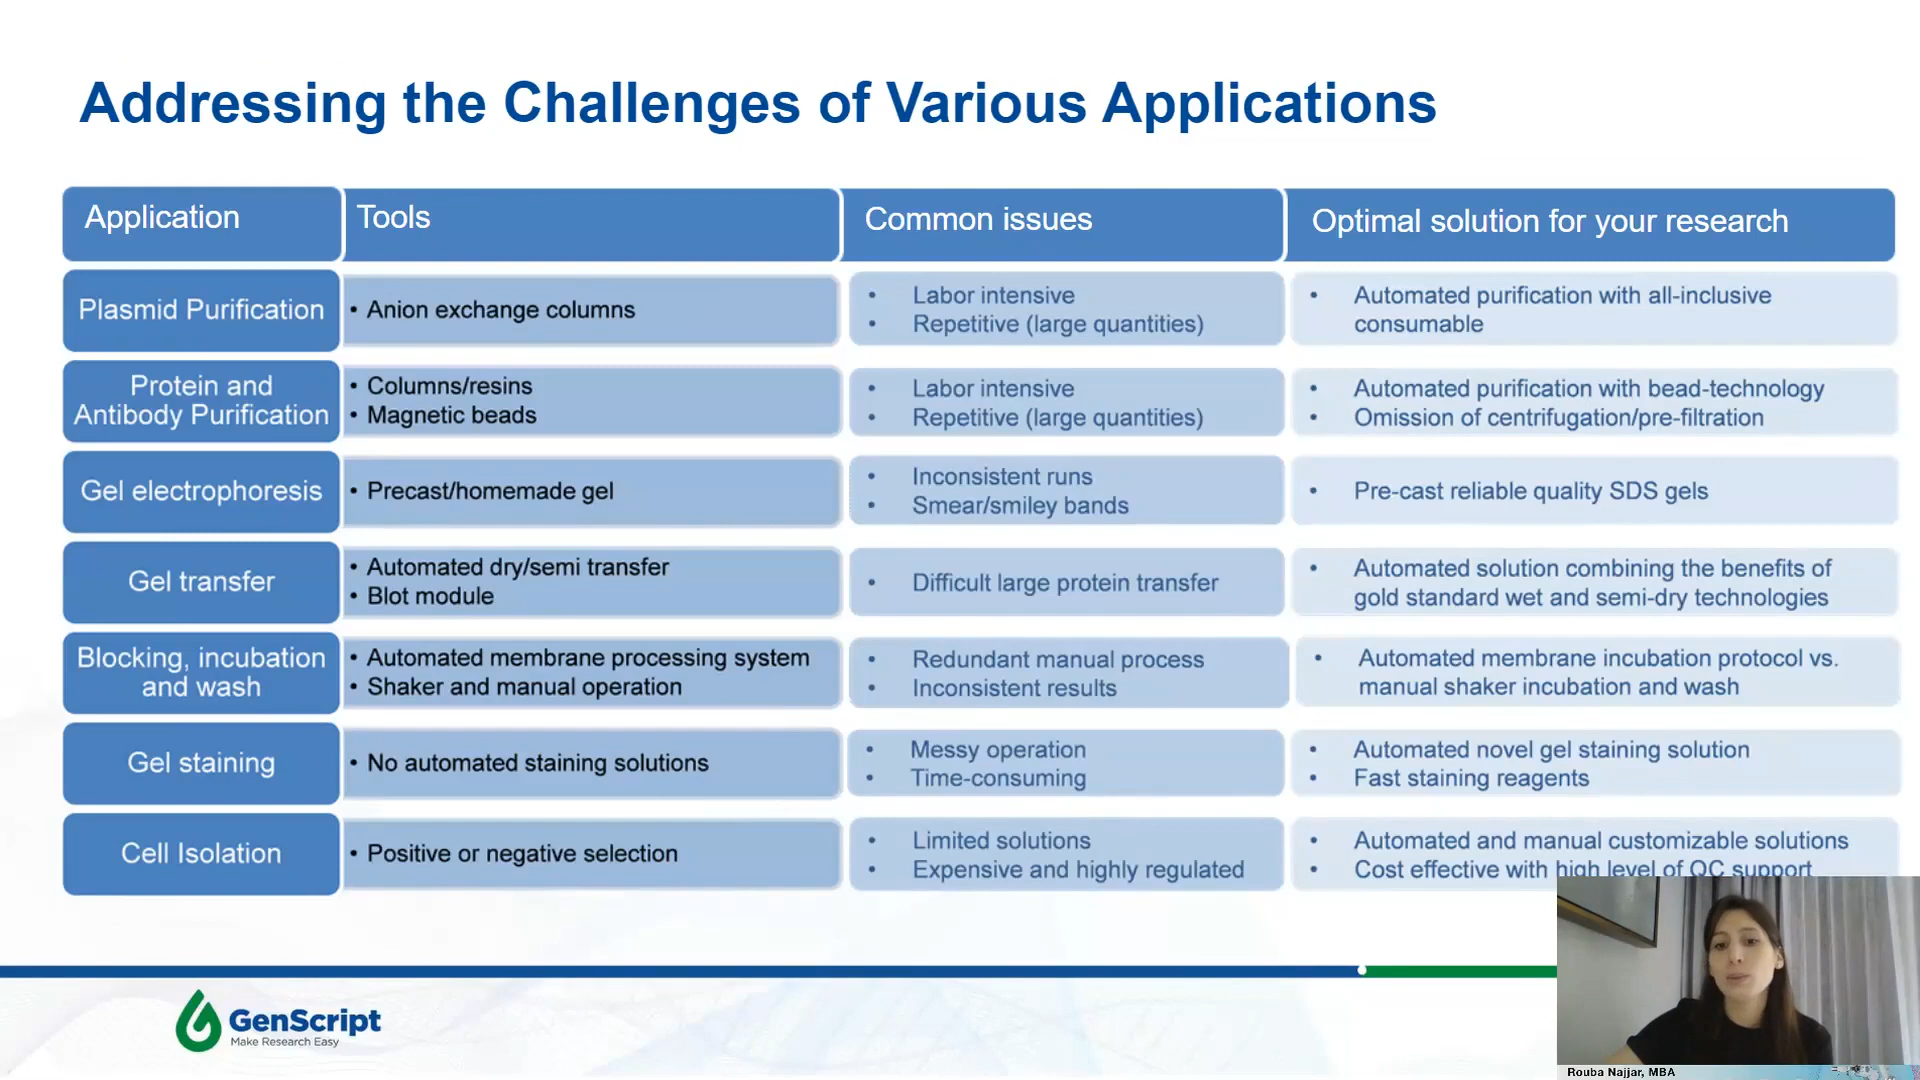 Addressing the Challenges of Various Applications
Application
Tools
Common issues
Optimal solution for your research
Plasmid Purification
• Anion exchange columns
• Labor intensive
• Repetitive (large quantities)
• Automated purification with all-inclusive
consumable
Protein and
Antibody Purification
• Columns/resins
• Magnetic beads
• Labor intensive
• Repetitive (large quantities)
• Automated purification with bead-technology
• Omission of centrifugation/pre-filtration
Gel electrophoresis
• Precast/homemade gel
• Inconsistent runs
• Smear/smiley bands
• Pre-cast reliable quality SDS gels
Gel transfer
• Automated dry/semi transfer
• Blot module
• Difficult large protein transfer
• Automated solution combining the benefits of
gold standard wet and semi-dry technologies
Blocking, incubation
and wash
• Automated membrane processing system
• Shaker and manual operation
• Redundant manual process
• Inconsistent results
• Automated membrane incubation protocol vs.
manual shaker incubation and wash
Gel staining
• No automated staining solutions
• Messy operation
• Time-consuming
• Automated novel gel staining solution
• Fast staining reagents
Cell Isolation
• Positive or negative selection
• Limited solutions
• Expensive and highly regulated
• Automated and manual customizable solutions
• Cost effective with high level of QC support
GenScript
Make Research Easy
Rouba Najjar, MBA